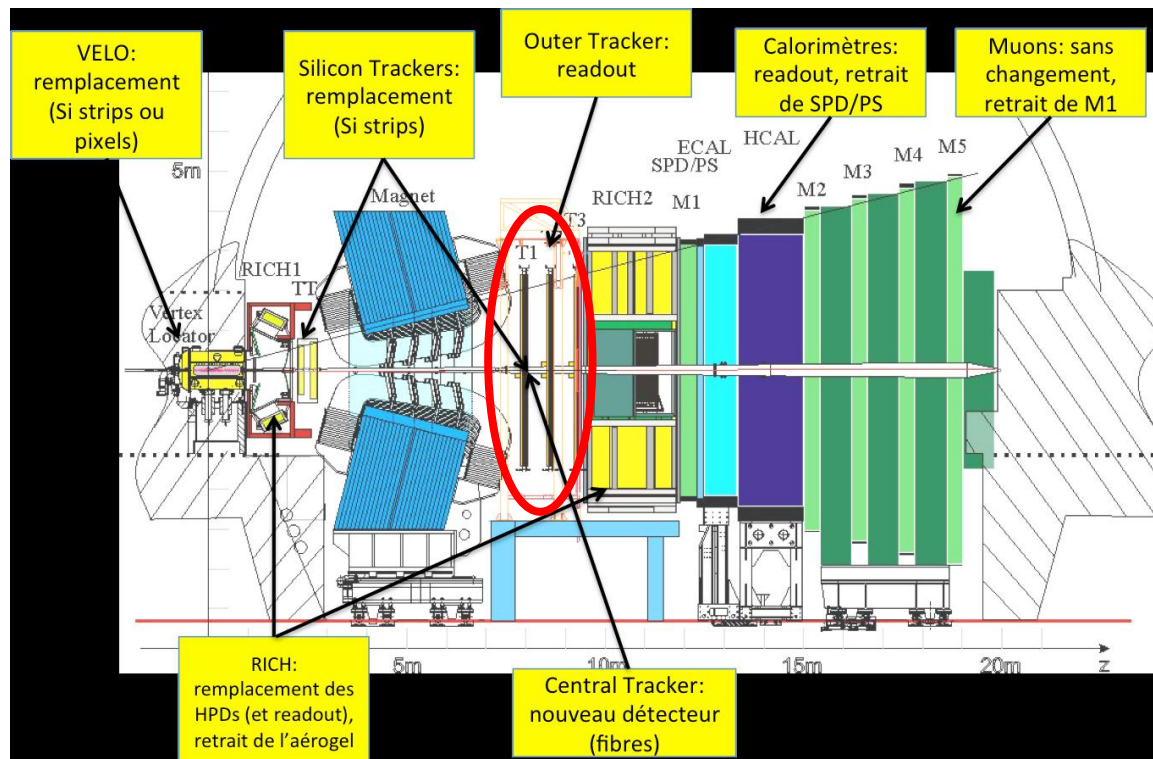 VELO:
remplacement
(Si strips ou
pixels)
Silicon Trackers:
remplacement
(Si strips)
Outer Tracker:
readout
Calorimètres:
readout, retrait
de SPD/PS
Muons: sans
changement,
retrait de M1
5m
Vertex
Locator
RICH1
TT
Magnet
T1
T3
RICH2
M1
SPD/PS
ECAL
HCAL
M2
M3
M4
M5
5m
10m
15m
20m
z
RICH:
remplacement des
HPDs (et readout),
retrait de l'aérogel
Central Tracker:
nouveau détecteur
(fibres)